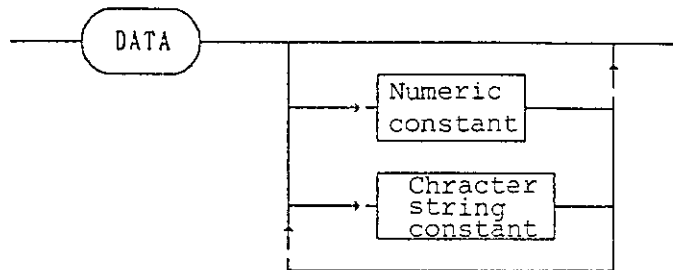 DATA
Numeric
constant
Chracter
string
constant